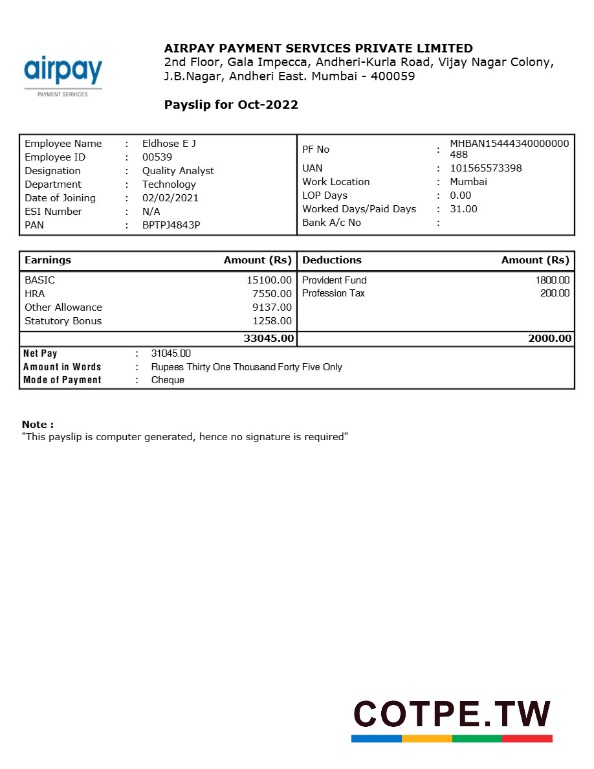 AIRPAY PAYMENT SERVICES PRIVATE LIMITED
2nd Floor, Gala Impecca, Andheri-Kurla Road, Vijay Nagar Colony,
J.B.Nagar, Andheri East. Mumbai - 400059
airpay
PAYMENT SERVICES
Payslip for Oct-2022
Employee Name : Eldhose E J
Employee ID : 00539
Designation : Quality Analyst
Department : Technology
Date of Joining : 02/02/2021
ESI Number : N/A
PAN : BPTPJ4843P
PF No : MHBAN15444340000000
488
UAN : 101565573398
Work Location : Mumbai
LOP Days : 0.00
Worked Days/Paid Days : 31.00
Bank A/c No :
Earnings Amount (Rs) Deductions Amount (Rs)
BASIC 15100.00 Provident Fund 1800.00
HRA 7550.00 Profession Tax 200.00
Other Allowance 9137.00
Statutory Bonus 1258.00
33045.00 2000.00
Net Pay : 31045.00
Amount in Words : Rupees Thirty One Thousand Forty Five Only
Mode of Payment : Cheque
Note :
"This payslip is computer generated, hence no signature is required"
COTPE.TW